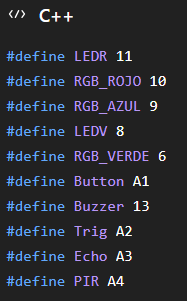 </> C++
#define LEDR 11
#define RGB_ROJO 10
#define RGB_AZUL 9
#define LEDV 8
#define RGB_VERDE 6
#define Button A1
#define Buzzer 13
#define Trig A2
#define Echo A3
#define PIR A4